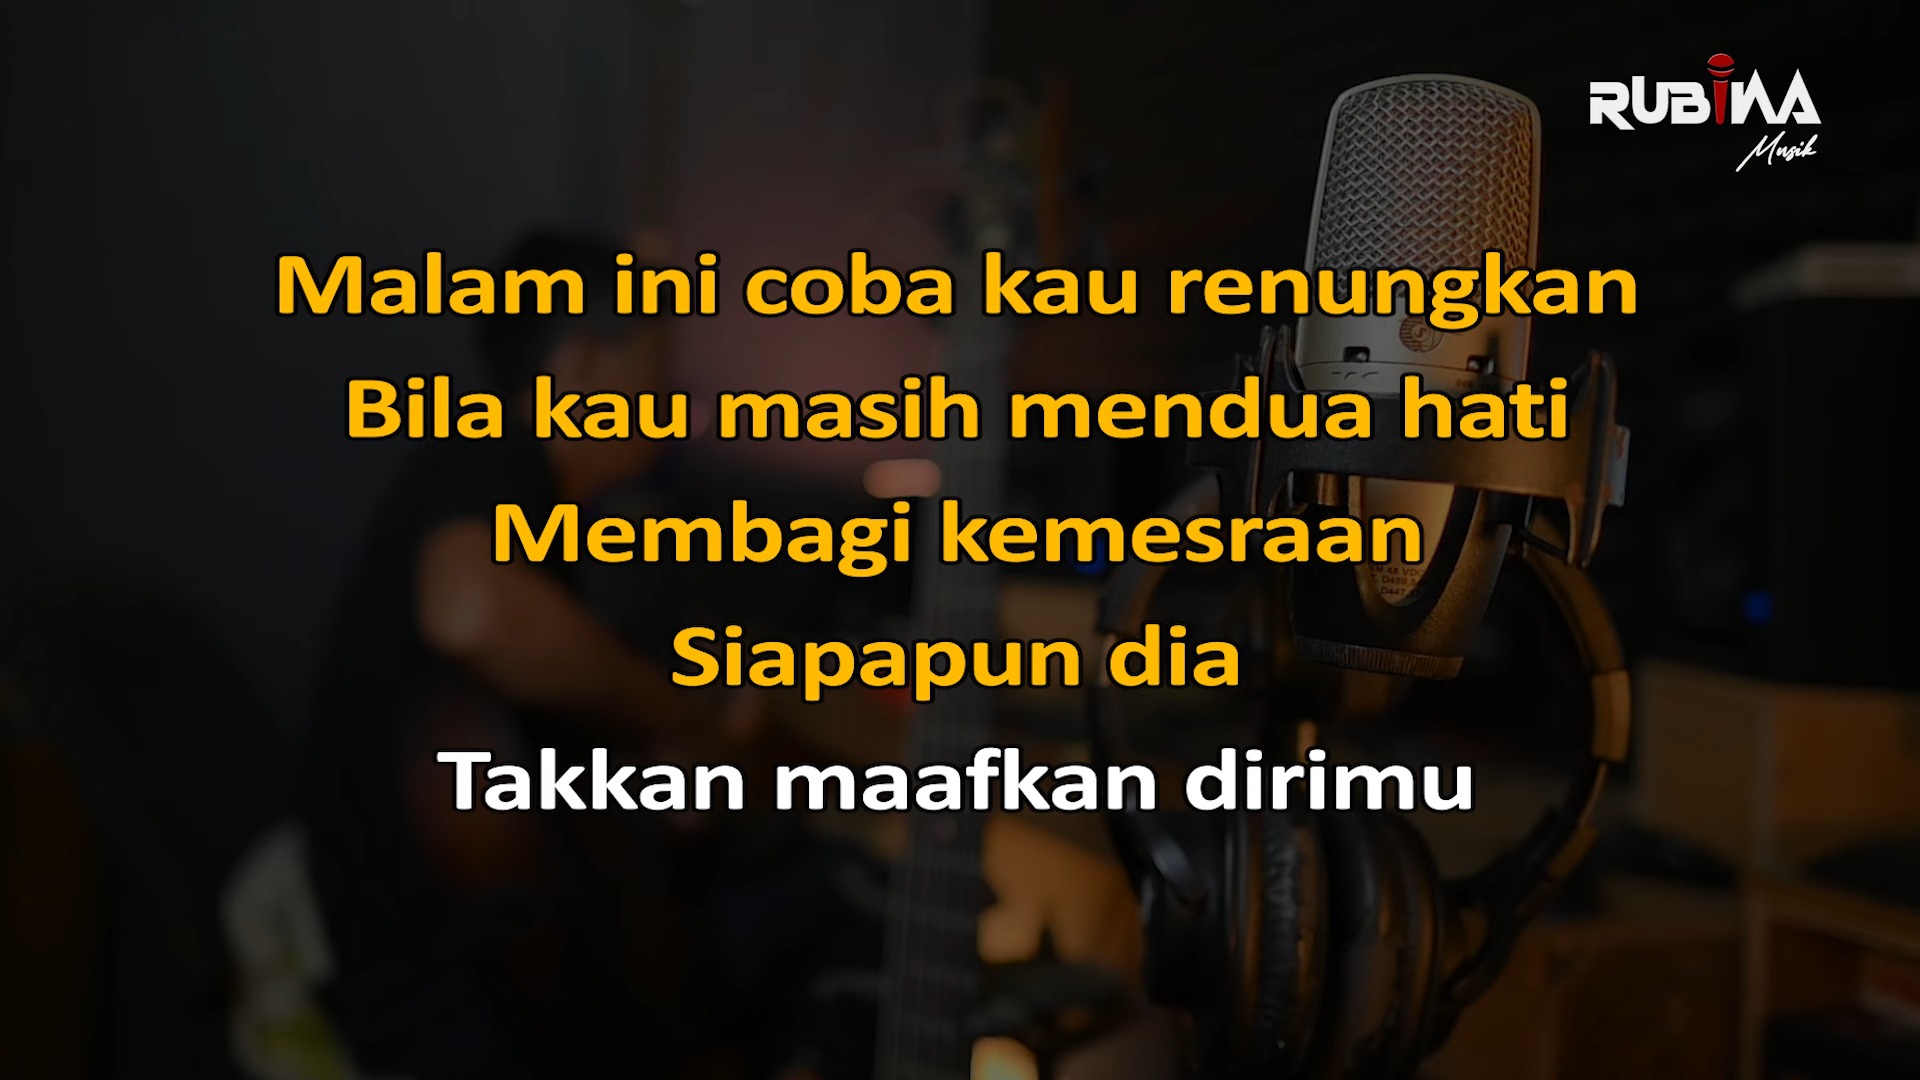 RUBINA
Musik
Malam ini coba kau renungkan
Bila kau masih mendua hati
Membagi kemesraan
Siapapun dia
Takkan maafkan dirimu